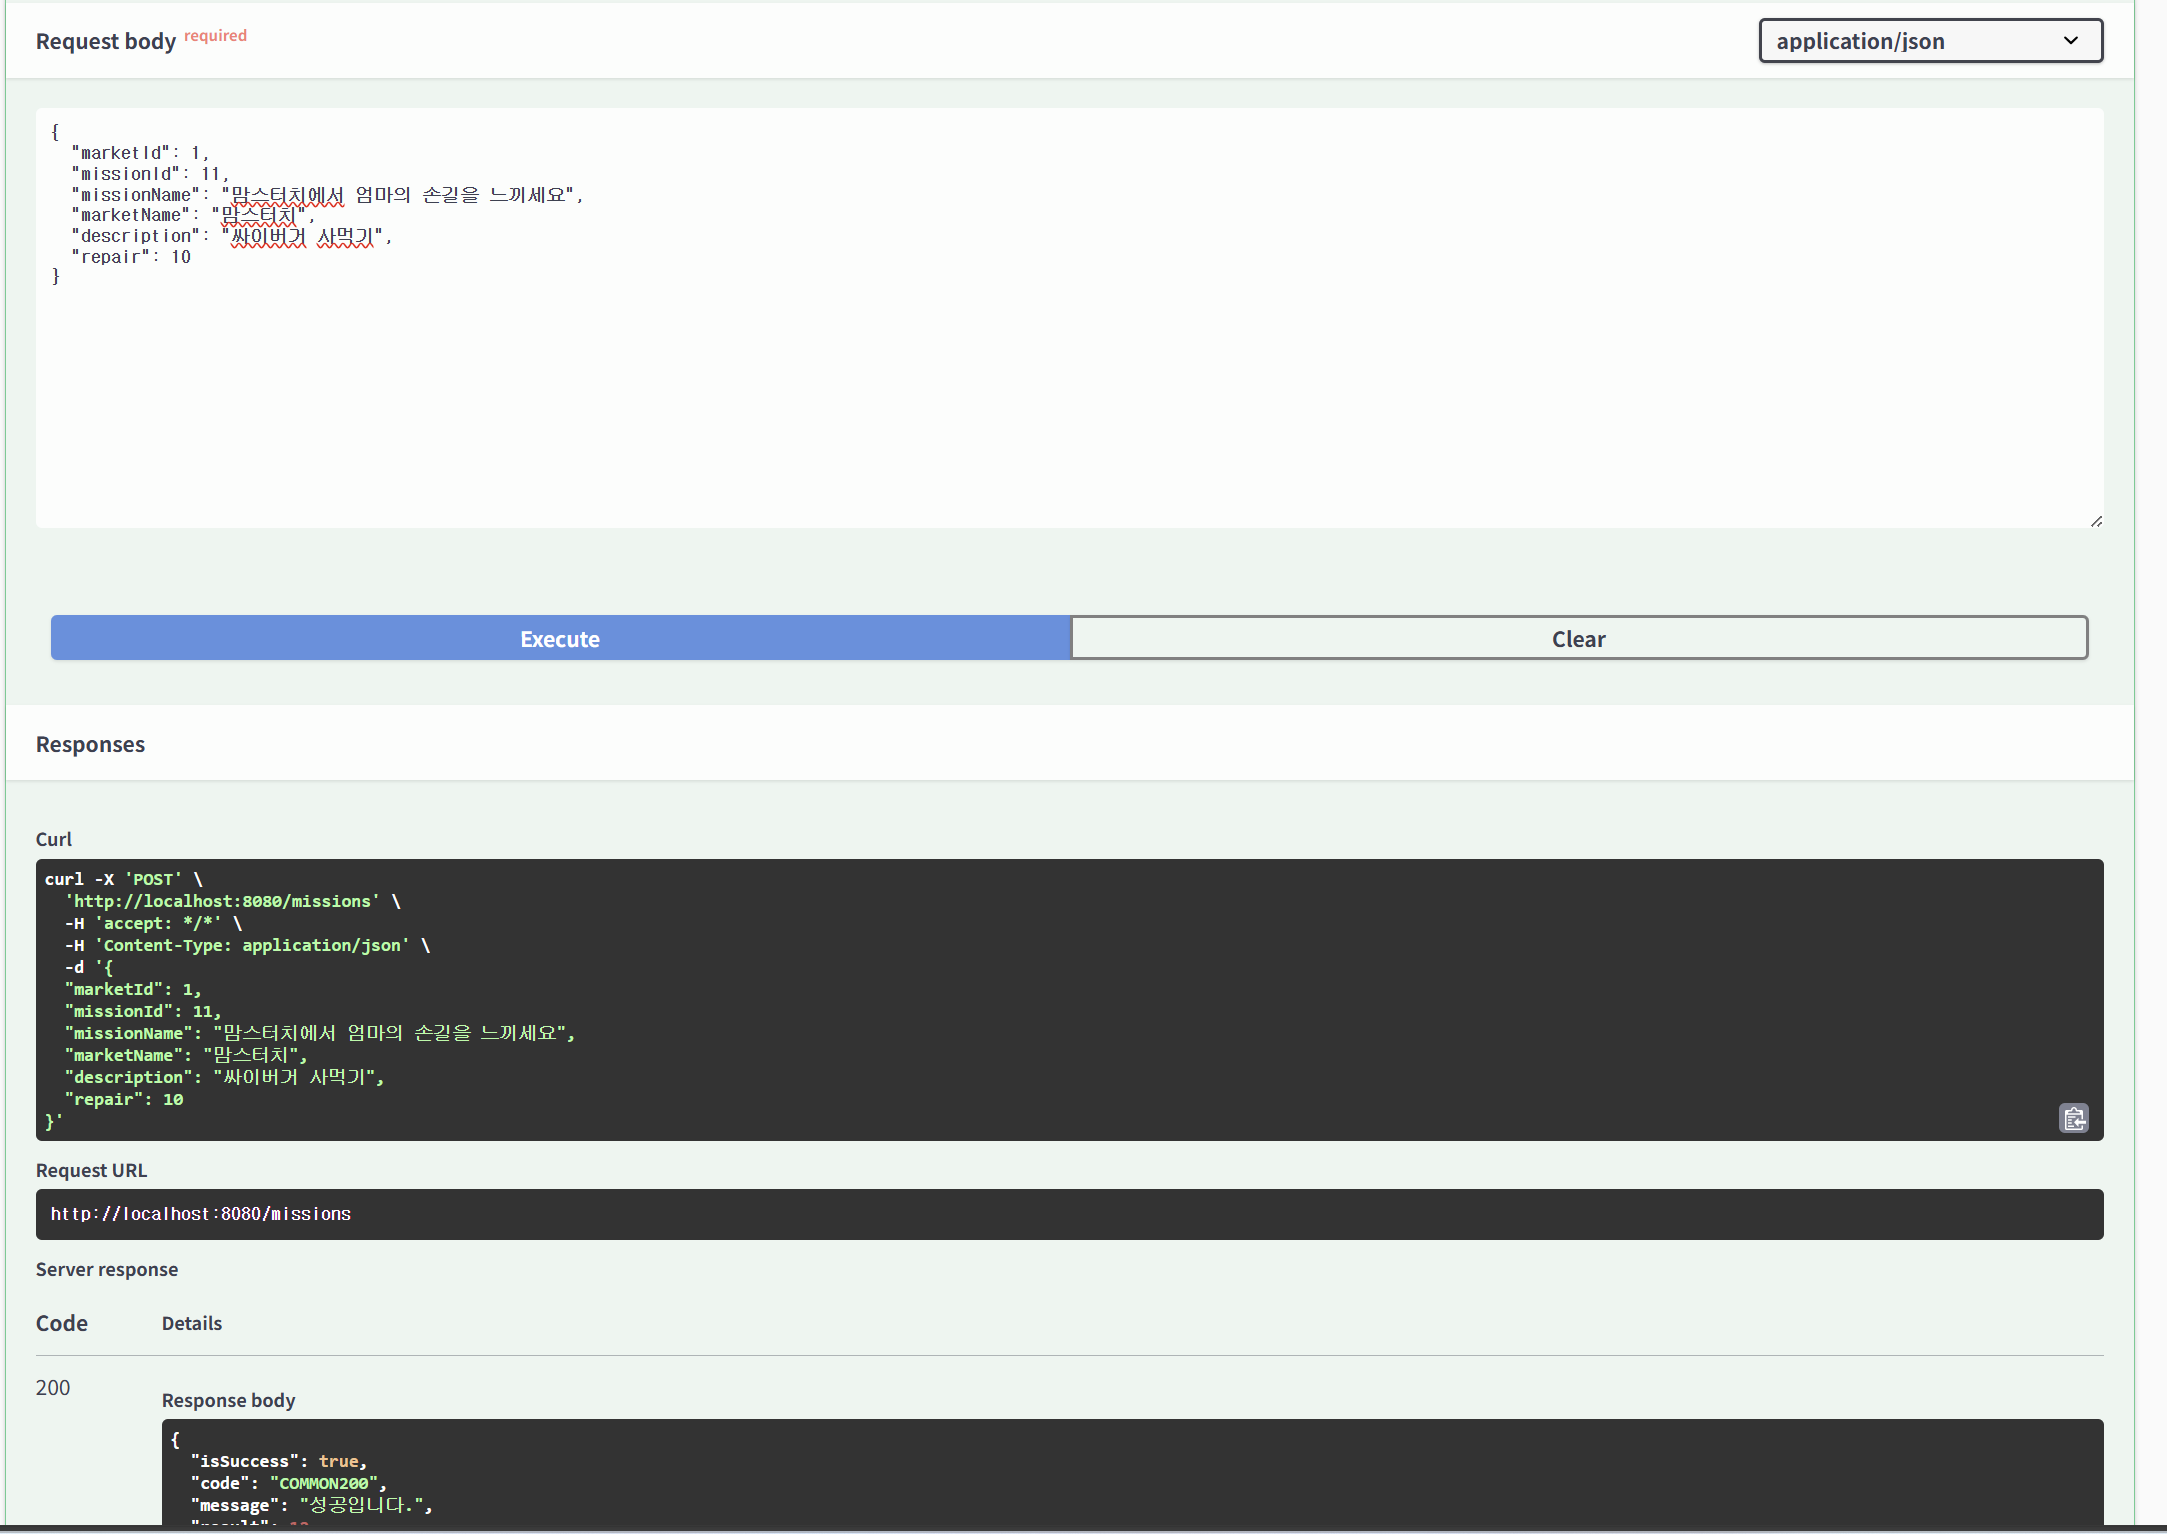 Request body required
application/json
{
  "marketId": 1,
  "missionId": 11,
  "missionName": "맘스터치에서 엄마의 손길을 느끼세요",
  "marketName": "맘스터치",
  "description": "싸이버거 사먹기",
  "repair": 10
}
Execute
Clear
Responses
Curl
curl -X 'POST' \
  'http://localhost:8080/missions' \
  -H 'accept: */*' \
  -H 'Content-Type: application/json' \
  -d '{
  "marketId": 1,
  "missionId": 11,
  "missionName": "맘스터치에서 엄마의 손길을 느끼세요",
  "marketName": "맘스터치",
  "description": "싸이버거 사먹기",
  "repair": 10
}'
Request URL
http://localhost:8080/missions
Server response
Code
Details
200
Response body
{
  "isSuccess": true,
  "code": "COMMON200",
  "message": "성공입니다.",